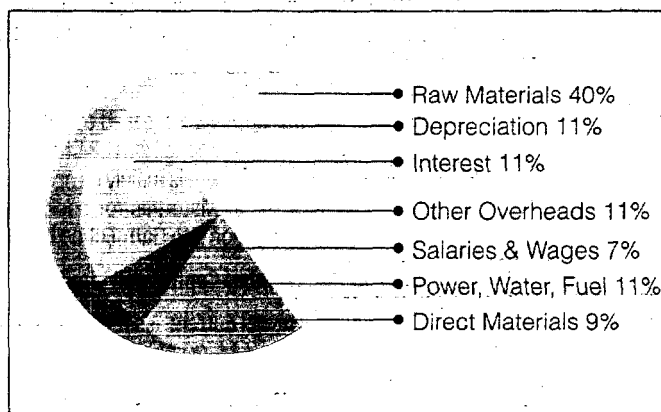 Raw Materials 40%
Depreciation 11%
Interest 11%
Other Overheads 11%
Salaries & Wages 7%
Power, Water, Fuel 11%
Direct Materials 9%